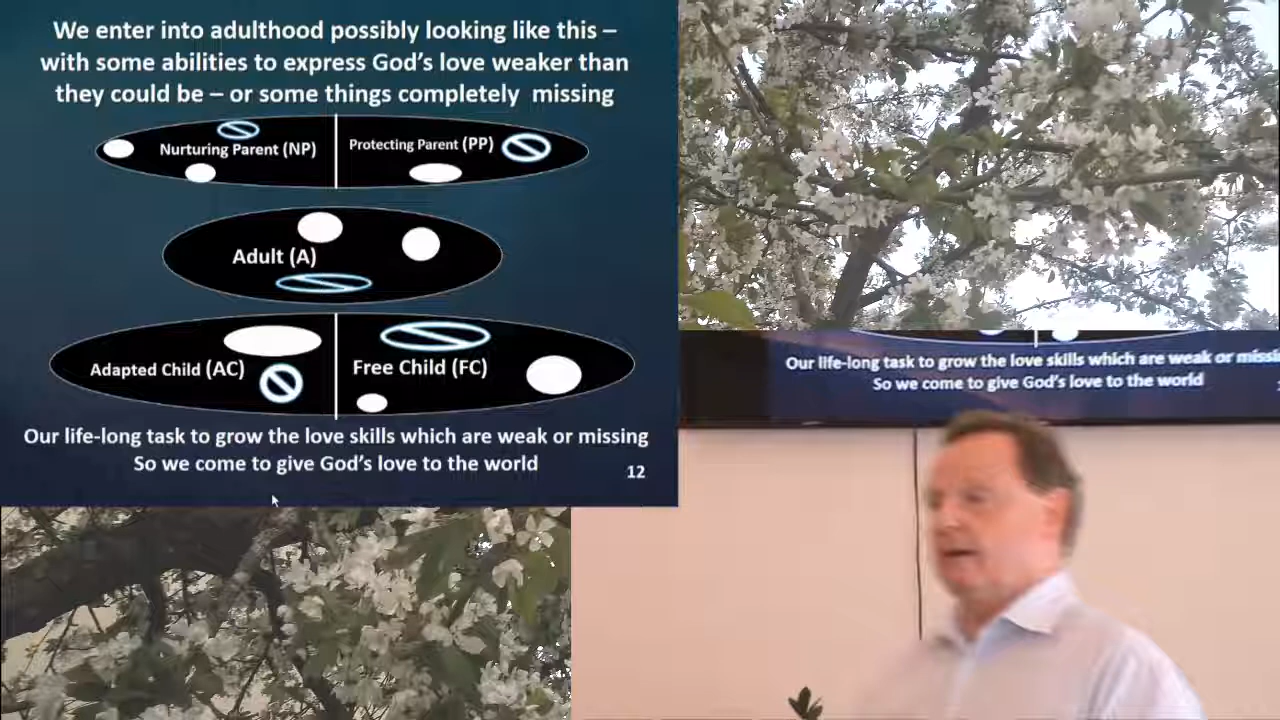 We enter into adulthood possibly looking like this –
with some abilities to express God's love weaker than
they could be – or some things completely missing
Nurturing Parent (NP)
Protecting Parent (PP)
Adult (A)
Adapted Child (AC)
Free Child (FC)
Our life-long task to grow the love skills which are weak or missing
So we come to give God's love to the world
12
Our life-long task to grow the love skills which are weak or missi
So we come to give God's love to the world